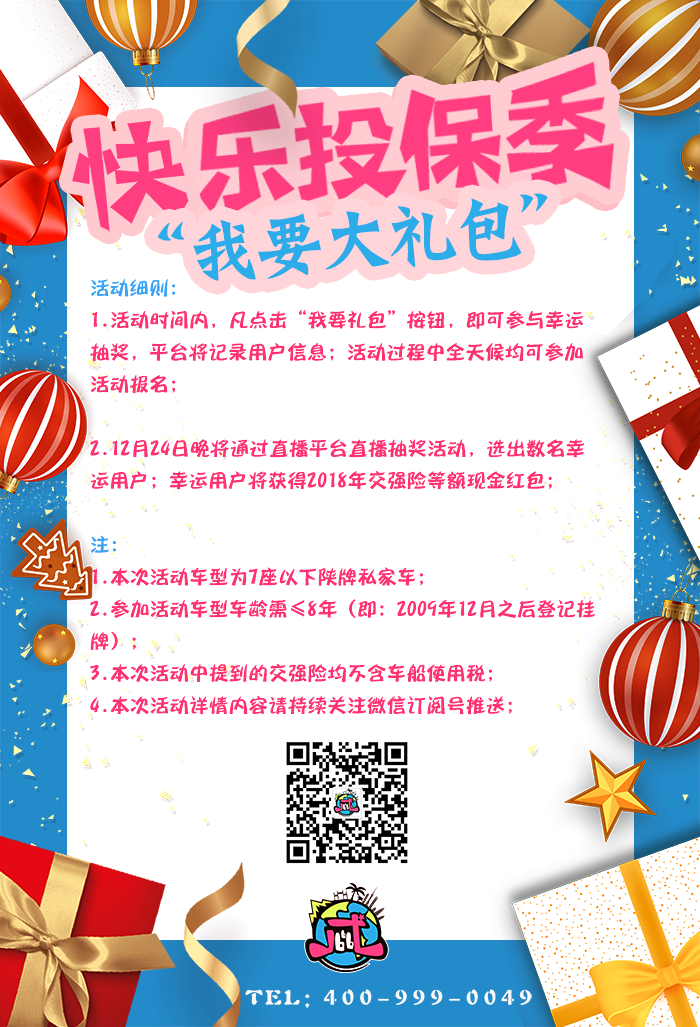 快乐投保季
“我要大礼包”
活动细则：
1.活动时间内，凡点击“我要礼包”按钮，即可参与幸运
抽奖，平台将记录用户信息；活动过程中全天候均可参加
活动报名；
2.12月24日晚将通过直播平台直播抽奖活动，选出数名幸
运用户；幸运用户将获得2018年交强险等额现金红包；
注：
1.本次活动车型为7座以下陕牌私家车；
2.参加活动车型车龄需≤8年（即：2009年12月之后登记挂
牌）；
3.本次活动中提到的交强险均不含车船使用税；
4.本次活动详情内容请持续关注微信订阅号推送；
TEL: 400-999-0049